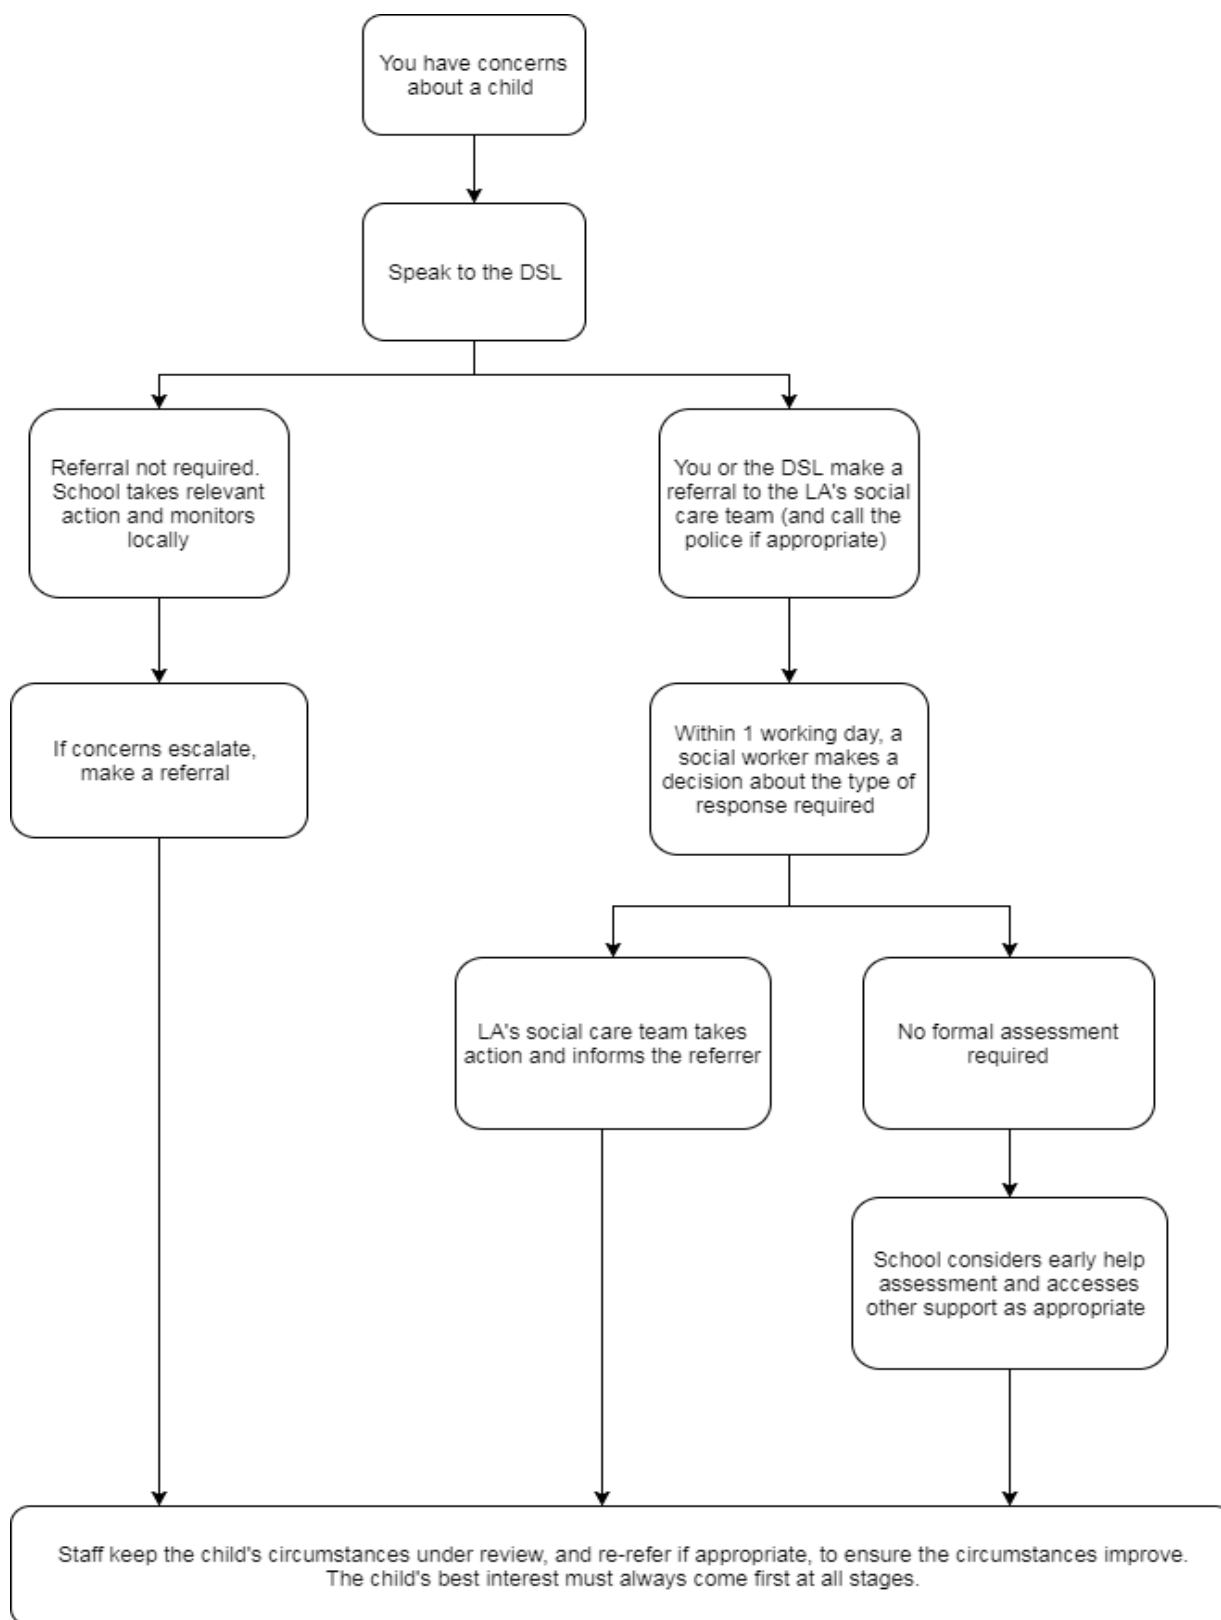 You have concerns
about a child
Speak to the DSL
Referral not required.
School takes relevant
action and monitors
locally
You or the DSL make a
referral to the LA's social
care team (and call the
police if appropriate)
If concerns escalate,
make a referral
Within 1 working day, a
social worker makes a
decision about the type of
response required
LA's social care team takes
action and informs the referrer
No formal assessment
required
School considers early help
assessment and accesses
other support as appropriate
Staff keep the child's circumstances under review, and re-refer if appropriate, to ensure the circumstances improve.
The child's best interest must always come first at all stages.